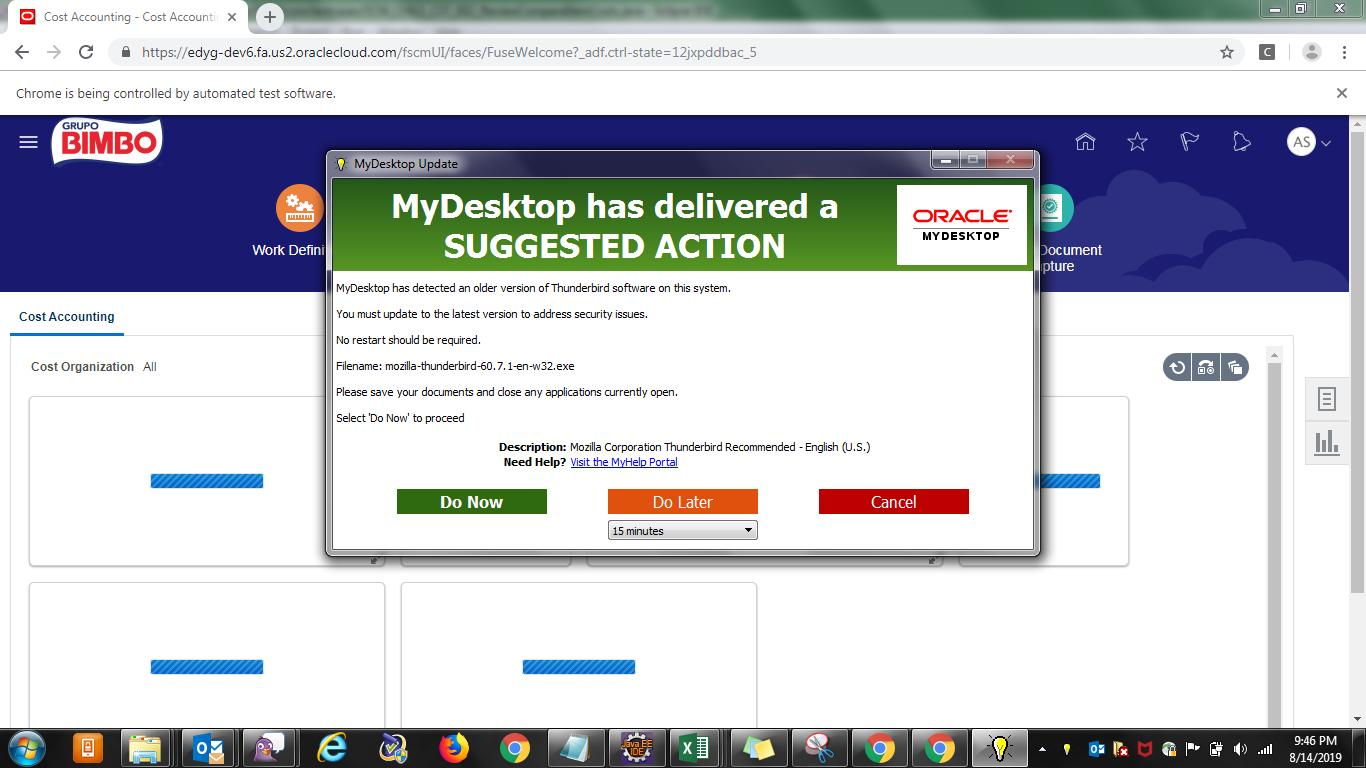 Cost Accounting - Cost Accounti
https://edyg-dev6.fa.us2.oraclecloud.com/fscmUI/faces/FuseWelcome?_adf.ctrl-state=12jxpddbac_5
C
Chrome is being controlled by automated test software.
GRUPO
BIMBO
AS
Work Defini
Document
pture
MyDesktop Update
MyDesktop has delivered a
SUGGESTED ACTION
ORACLE
MYDESKTOP
MyDesktop has detected an older version of Thunderbird software on this system.
You must update to the latest version to address security issues.
No restart should be required.
Filename: mozilla-thunderbird-60.7.1-en-w32.exe
Please save your documents and close any applications currently open.
Select 'Do Now' to proceed
Description: Mozilla Corporation Thunderbird Recommended - English (U.S.)
Need Help? Visit the MyHelp Portal
Do Now
Do Later
Cancel
15 minutes
Cost Accounting
Cost Organization All
Java EE
IDE
9:46 PM
8/14/2019